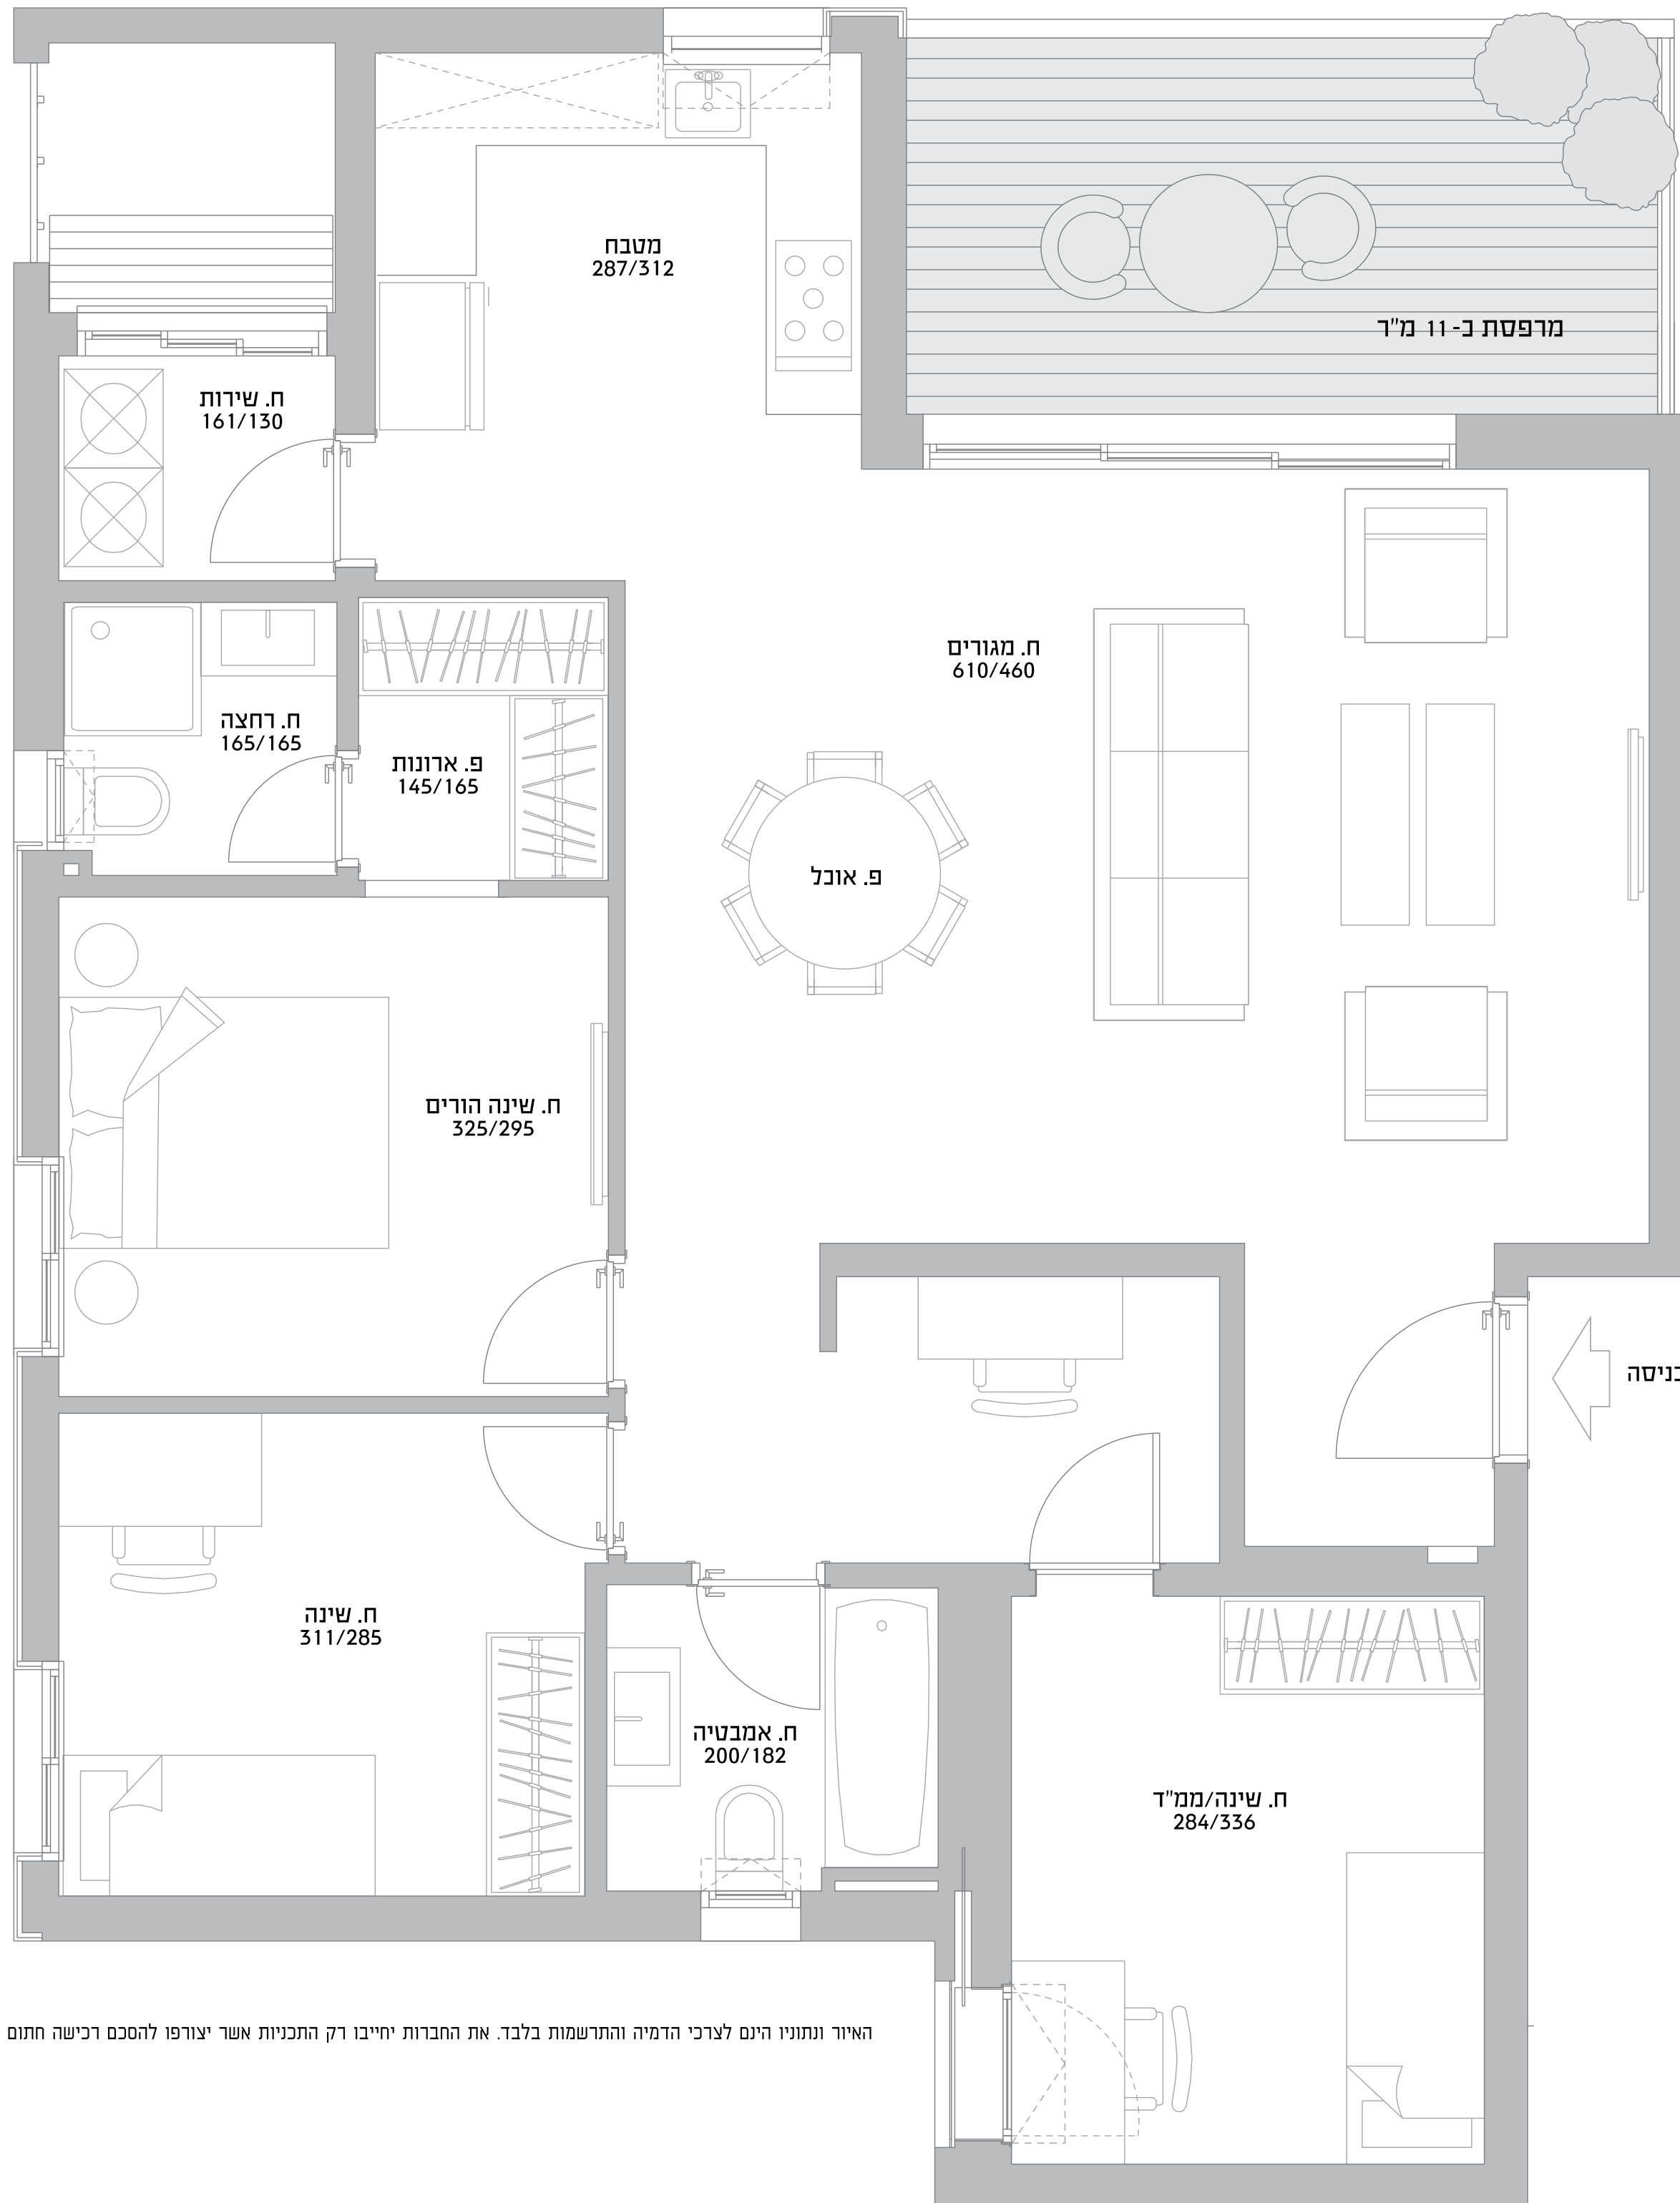 מטבח
287/312
מרפסת כ-11 מ"ר
ח. שירות
161/130
ח. מגורים
610/460
ח. רחצה
165/165
פ. ארונות
145/165
פ. אוכל
ח. שינה הורים
325/295
כניסה
ח. שינה
311/285
ח. אמבטיה
200/182
ח. שינה/ממ"ד
284/336
האיור ונתוניו הינם לצרכי הדמיה והתרשמות בלבד. את החברות יחייבו רק התכניות אשר יצורפו להסכם רכישה חתום